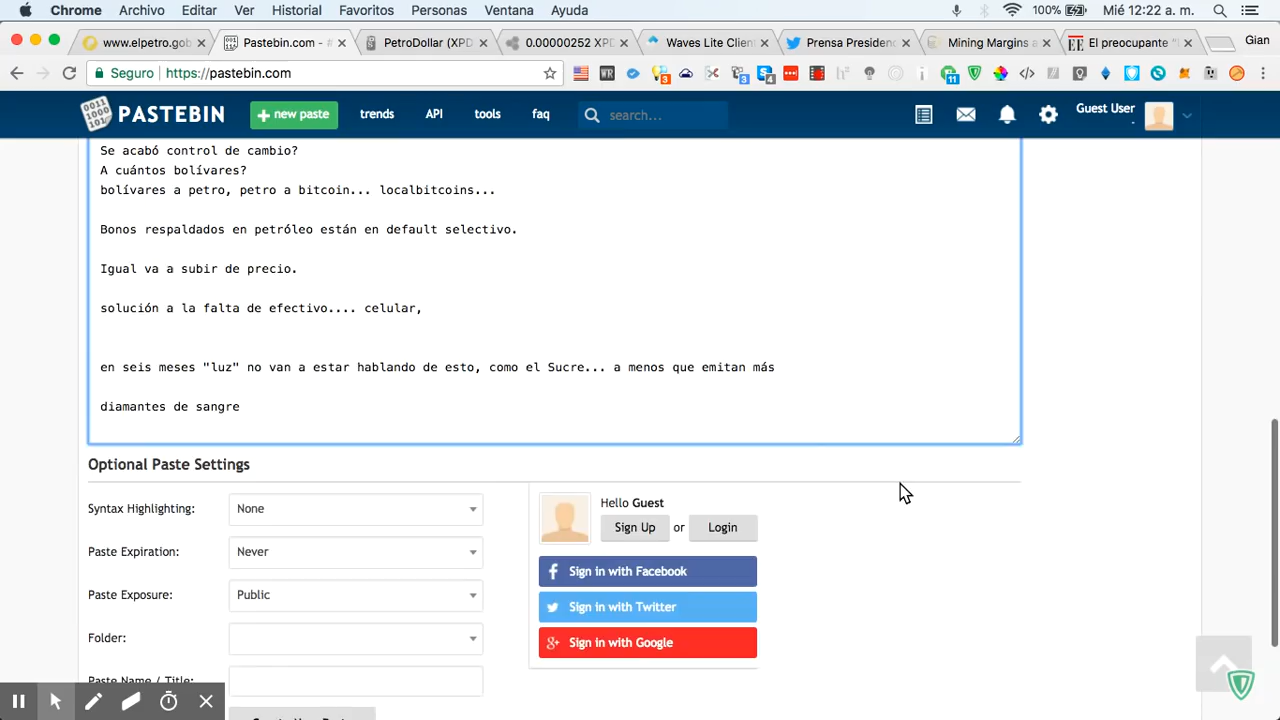 Chrome Archivo Editar Ver Historial Favoritos Personas Ventana Ayuda 100% Mié 12:22 a. m.
www.elpetro.gob Pastebin.com - # PetroDollar (XPD 0.00000252 XPD Waves Lite Client Prensa Presidenc Mining Margins a El preocupante "l Gian
Seguro https://pastebin.com
PASTEBIN + new paste trends API tools faq search... Guest User
-
Se acabó control de cambio?
A cuántos bolívares?
bolívares a petro, petro a bitcoin... localbitcoins...
Bonos respaldados en petróleo están en default selectivo.
Igual va a subir de precio.
solución a la falta de efectivo.... celular,
en seis meses "luz" no van a estar hablando de esto, como el Sucre... a menos que emitan más
diamantes de sangre
Optional Paste Settings
Syntax Highlighting: None
Paste Expiration: Never
Paste Exposure: Public
Folder:
Paste Name / Title:
Hello Guest
Sign Up or Login
Sign in with Facebook
Sign in with Twitter
Sign in with Google